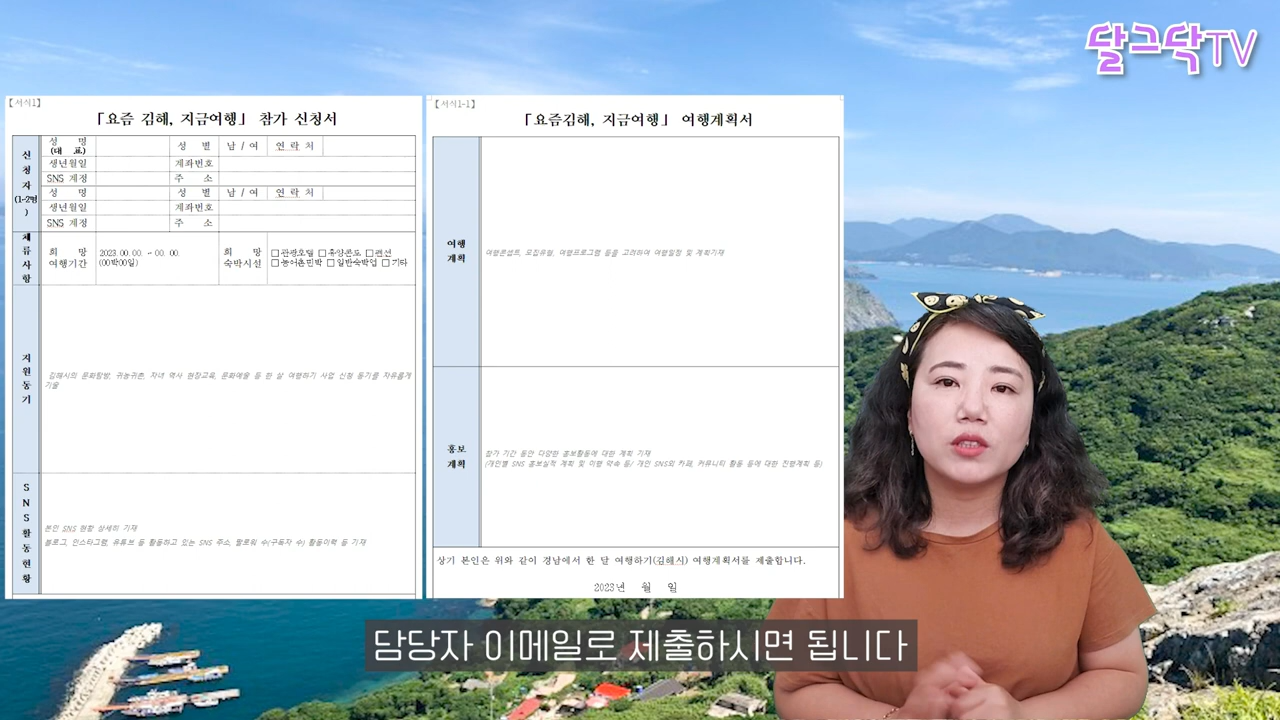 달그닥TV
【서식1】
「요즘 김해, 지금여행」 참가 신청서
신청자(1~2명)
성 명(대 표) 성 별 남 / 여 연 락 처
생년월일 계좌번호
SNS 계정 주 소
성 명 성 별 남 / 여 연 락 처
생년월일 계좌번호
SNS 계정 주 소
체류사항
희 망 여행기간
2023.00.00. ~ 00. 00.
(00박00일)
희 망 숙박시설
□관광호텔 □휴양콘도 □펜션
□농어촌민박 □일반숙박업 □기타
지원동기
김해시의 문화탐방, 귀농귀촌, 자녀 역사 현장교육, 문화예술 등 한 달 여행하기 사업 신청 동기를 자유롭게
기술
SNS활동현황
본인 SNS 현황 상세히 기재
블로그, 인스타그램, 유튜브 등 활동하고 있는 SNS 주소, 팔로워 수(구독자 수) 활동이력 등 기재
【서식1-1】
「요즘김해, 지금여행」 여행계획서
여행
계획
여행콘셉트, 모집유형, 여행프로그램 등을 고려하여 여행일정 및 계획기재
홍보
계획
참가 기간 동안 다양한 홍보활동에 대한 계획 기재
(개인별 SNS 홍보실적 계획 및 이행 약속 등/ 개인 SNS외 카페, 커뮤니티 활동 등에 대한 진행계획 등)
상기 본인은 위와 같이 경남에서 한 달 여행하기(김해시) 여행계획서를 제출합니다.
2023년 월 일
담당자 이메일로 제출하시면 됩니다